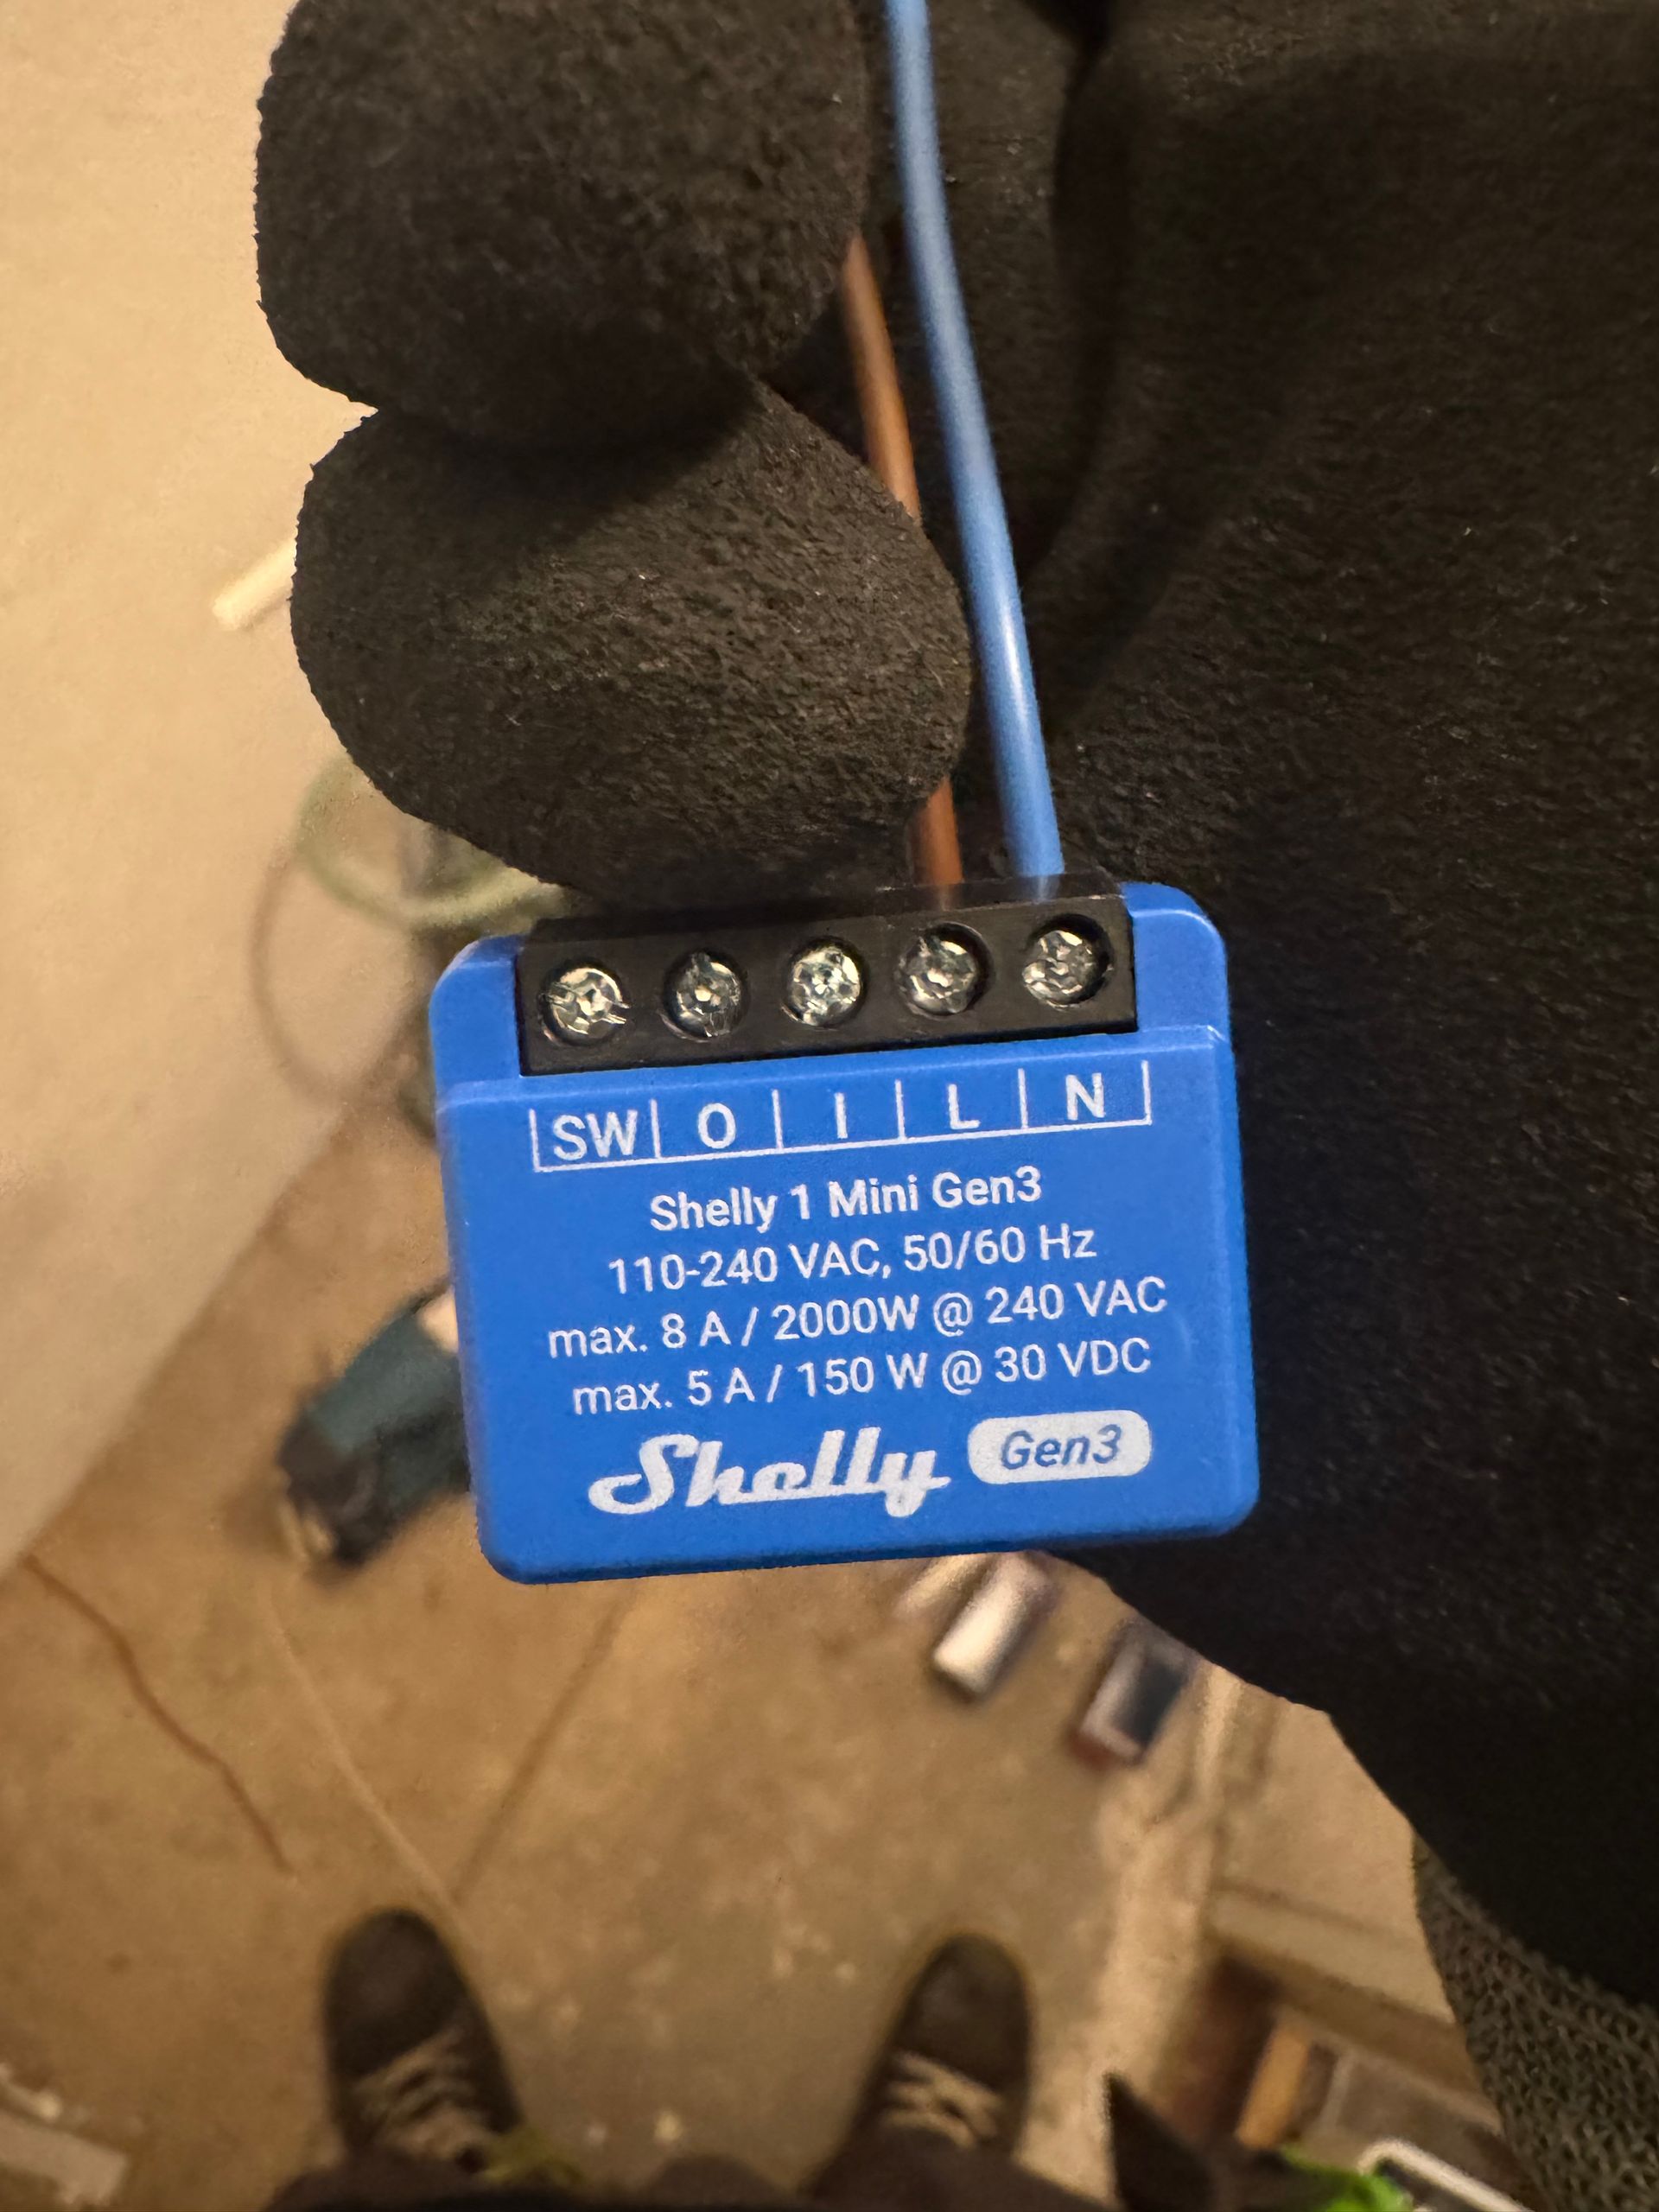 SW O I L N
Shelly 1 Mini Gen3
110-240 VAC, 50/60 Hz
max. 8 A / 2000W @ 240 VAC
max. 5 A / 150 W @ 30 VDC
Shelly Gen3